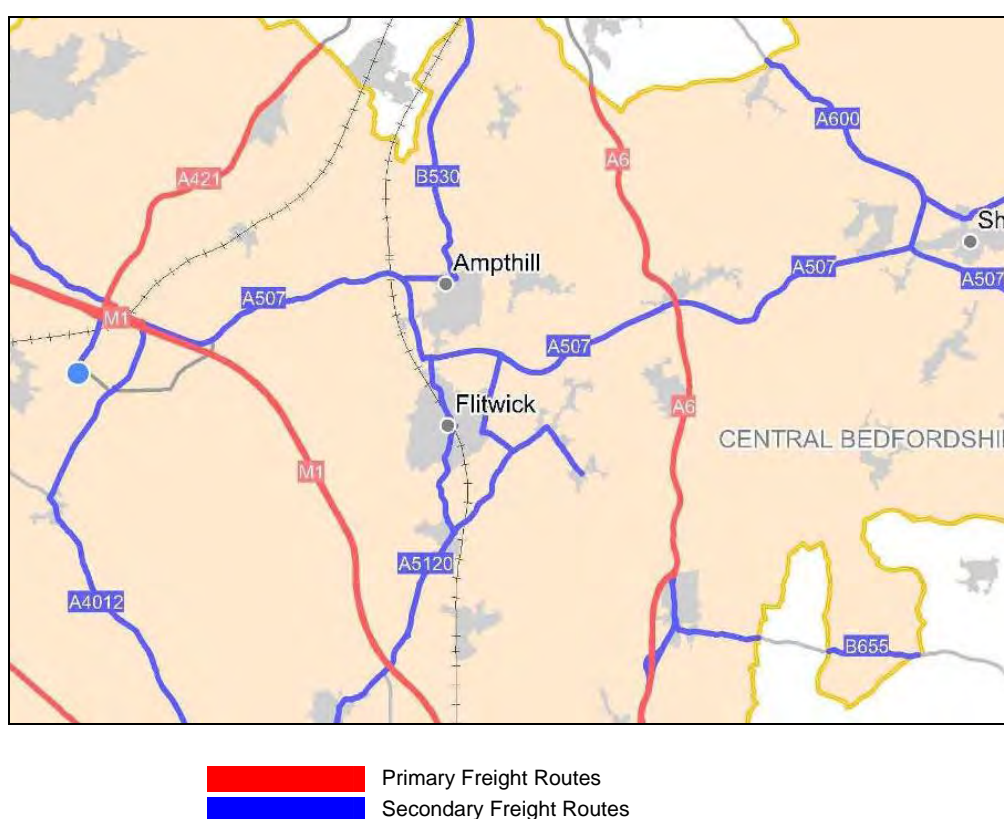 A600
A6
A421
B530
Sh
Ampthill
A507
A507
A507
M1
A507
Flitwick
A6
CENTRAL BEDFORDSHI
M1
A5120
A4012
B655
Primary Freight Routes
Secondary Freight Routes